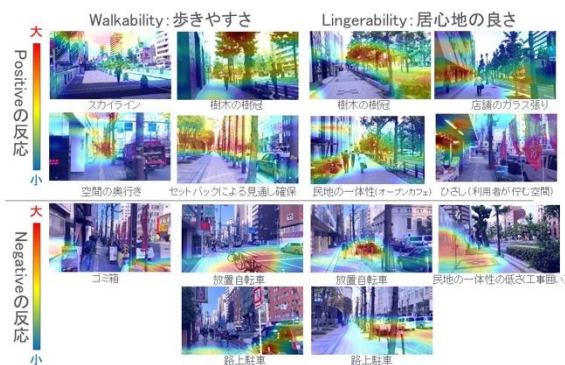 Walkability:歩きやすさ
Lingerability:居心地の良さ
大
Positiveの反応
小
スカイライン
樹木の樹冠
樹木の樹冠
店舗のガラス張り
空間の奥行き
セットバックによる見通し確保
民地の一体性(オープンカフェ)
ひさし(利用者が佇む空間)
大
Negativeの反応
小
ゴミ箱
放置自転車
放置自転車
民地の一体性の低さ(工事囲い)
路上駐車
路上駐車